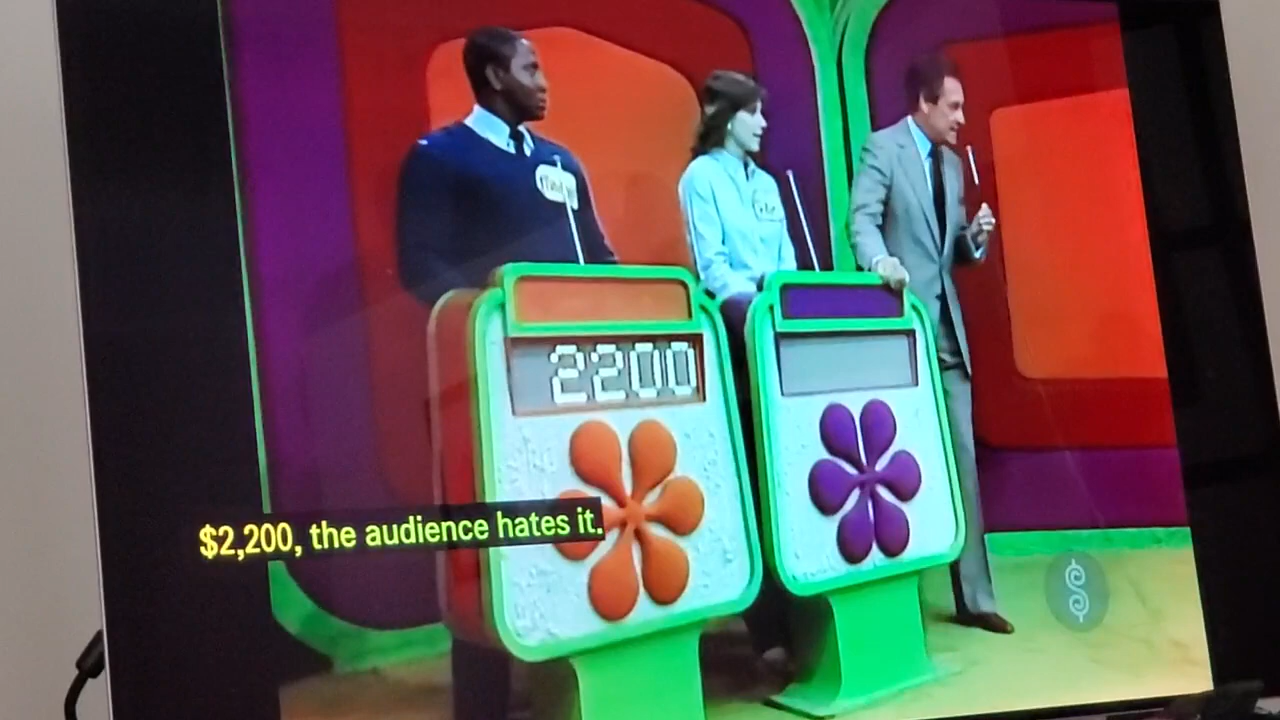 2200
$2,200, the audience hates it.